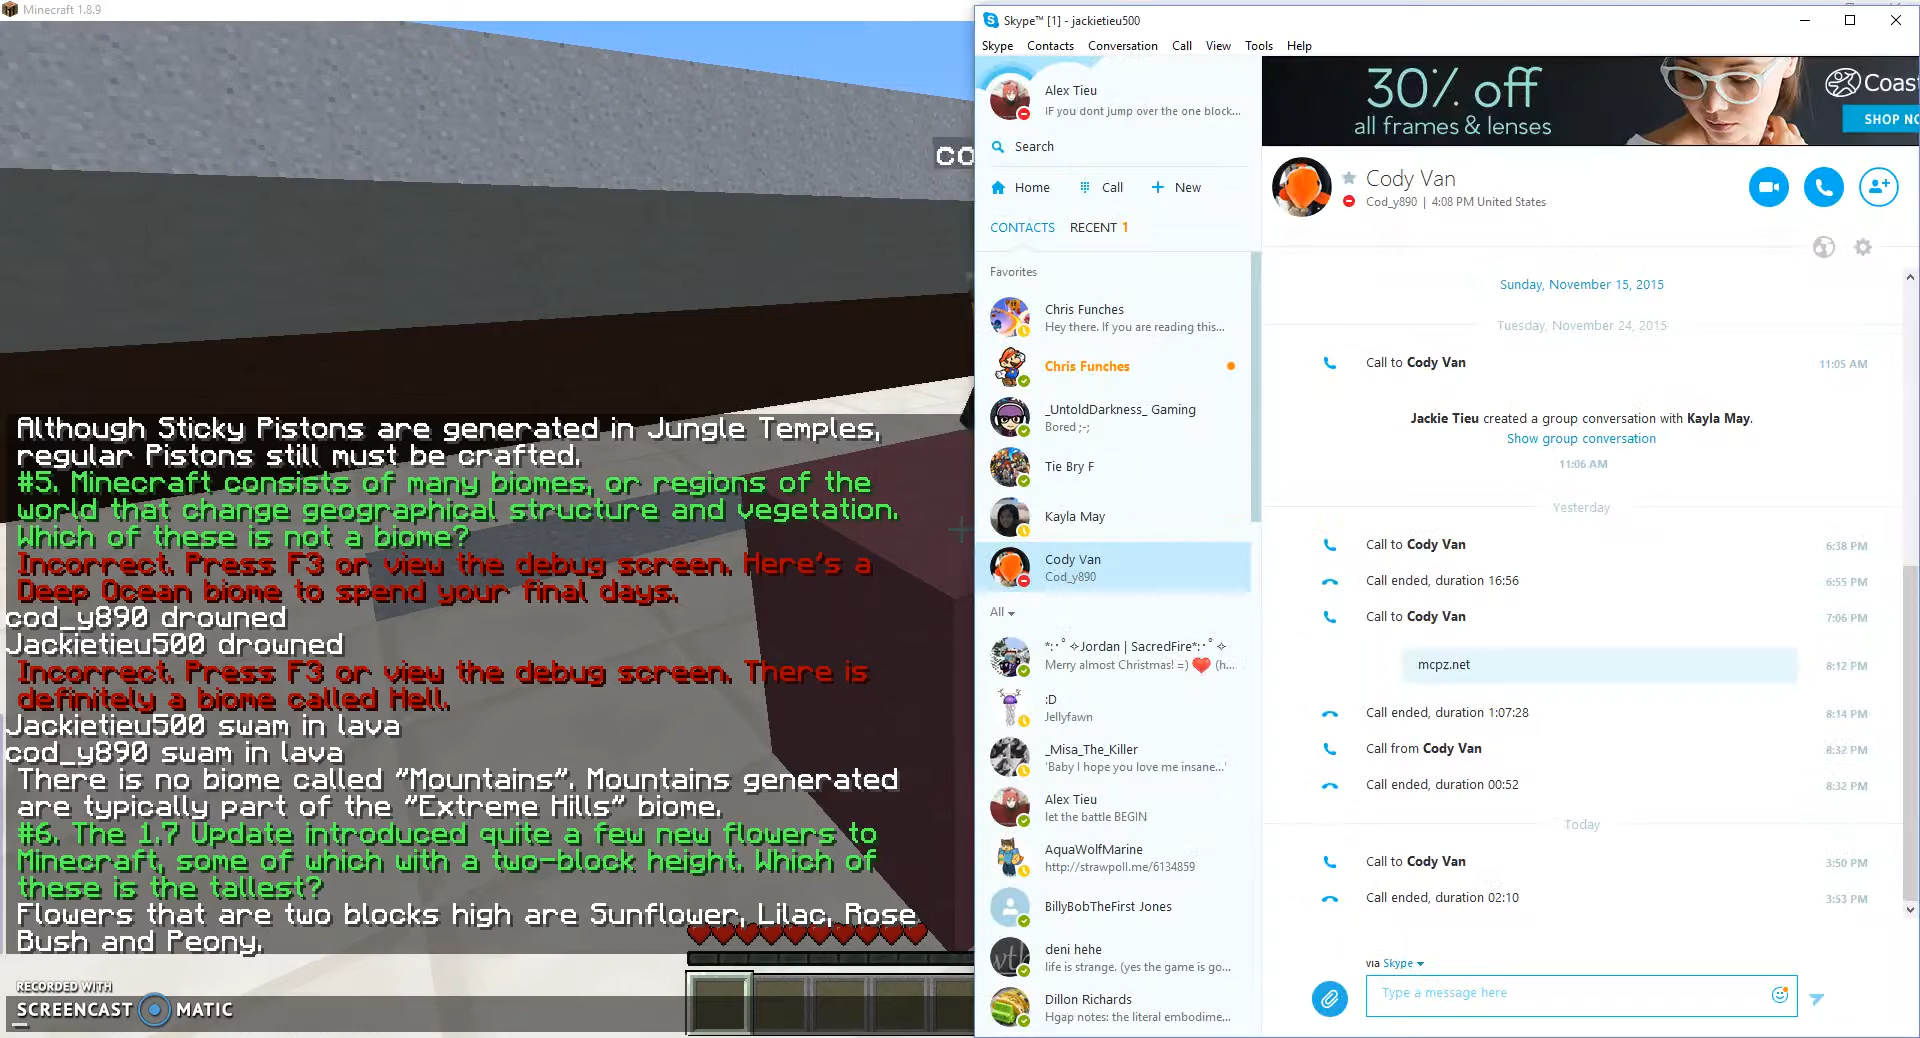 Minecraft 1.8.9
co
Although Sticky Pistons are generated in Jungle Temples,
regular Pistons still must be crafted.
#5. Minecraft consists of many biomes, or regions of the
world that change geographical structure and vegetation.
Which of these is not a biome?
Incorrect. Press F3 or view the debug screen. Here's a
Deep Ocean biome to spend your final days.
cod_y890 drowned
Jackietieu500 drowned
Incorrect. Press F3 or view the debug screen. There is
definitely a biome called Hell.
Jackietieu500 swam in lava
cod_y890 swam in lava
There is no biome called "Mountains". Mountains generated
are typically part of the "Extreme Hills" biome.
#6. The 1.7 Update introduced quite a few new flowers to
Minecraft, some of which with a two-block height. Which of
these is the tallest?
Flowers that are two blocks high are Sunflower, Lilac, Rose
Bush and Peony.
RECORDED WITH
SCREENCAST MATIC
Skype™ [1] - jackietieu500
Skype Contacts Conversation Call View Tools Help
Alex Tieu
IF you dont jump over the one block...
Search
Home Call New
CONTACTS RECENT 1
Favorites
Chris Funches
Hey there. If you are reading this...
Chris Funches
_UntoldDarkness_ Gaming
Bored ;-;
Tie Bry F
Kayla May
Cody Van
Cod_y890
All
*:･ﾟ✧Jordan | SacredFire*:･ﾟ✧
Merry almost Christmas! =) ❤ (h...
:D
Jellyfawn
_Misa_The_Killer
'Baby I hope you love me insane...'
Alex Tieu
let the battle BEGIN
AquaWolfMarine
http://strawpoll.me/6134859
BillyBobTheFirst Jones
deni hehe
life is strange. (yes the game is go...
Dillon Richards
Hgap notes: the literal embodime...
30% off
all frames & lenses
Coast
SHOP NO
Cody Van
Cod_y890 | 4:08 PM United States
Sunday, November 15, 2015
Tuesday, November 24, 2015
Call to Cody Van 11:05 AM
Jackie Tieu created a group conversation with Kayla May.
Show group conversation
11:06 AM
Yesterday
Call to Cody Van 6:38 PM
Call ended, duration 16:56 6:55 PM
Call to Cody Van 7:06 PM
mcpz.net 8:12 PM
Call ended, duration 1:07:28 8:14 PM
Call from Cody Van 8:32 PM
Call ended, duration 00:52 8:32 PM
Today
Call to Cody Van 3:50 PM
Call ended, duration 02:10 3:53 PM
via Skype
Type a message here